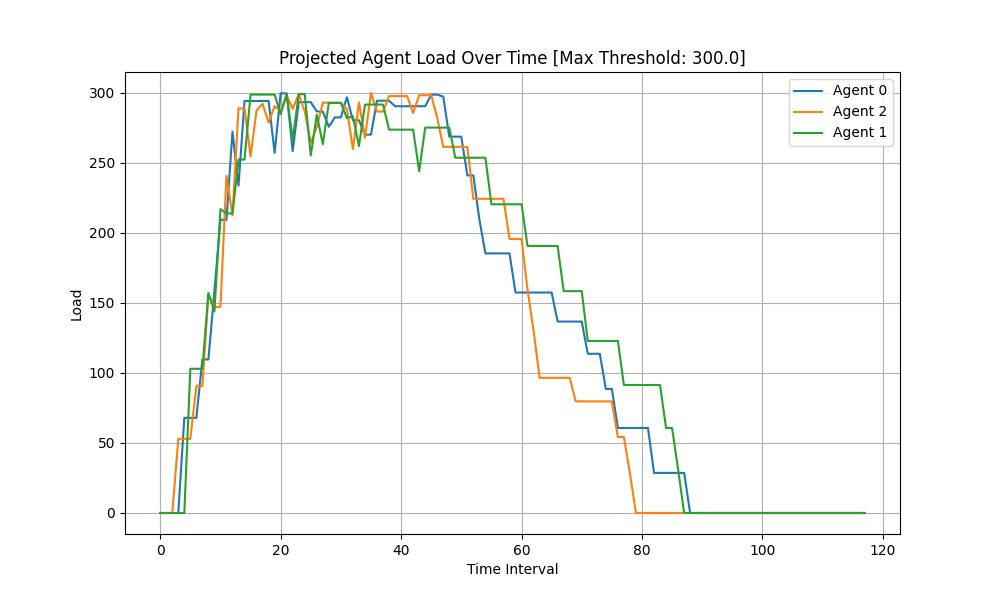 Projected Agent Load Over Time [Max Threshold: 300.0]
Agent 0
Agent 2
Agent 1
300
250
200
150
100
50
0
Load
0 20 40 60 80 100 120
Time Interval